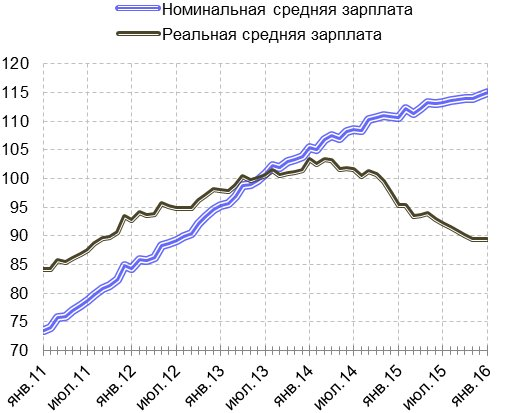 Номинальная средняя зарплата
Реальная средняя зарплата
120
115
110
105
100
95
90
85
80
75
70
янв.11
июл.11
янв.12
июл.12
янв.13
июл.13
янв.14
июл.14
янв.15
июл.15
янв.16